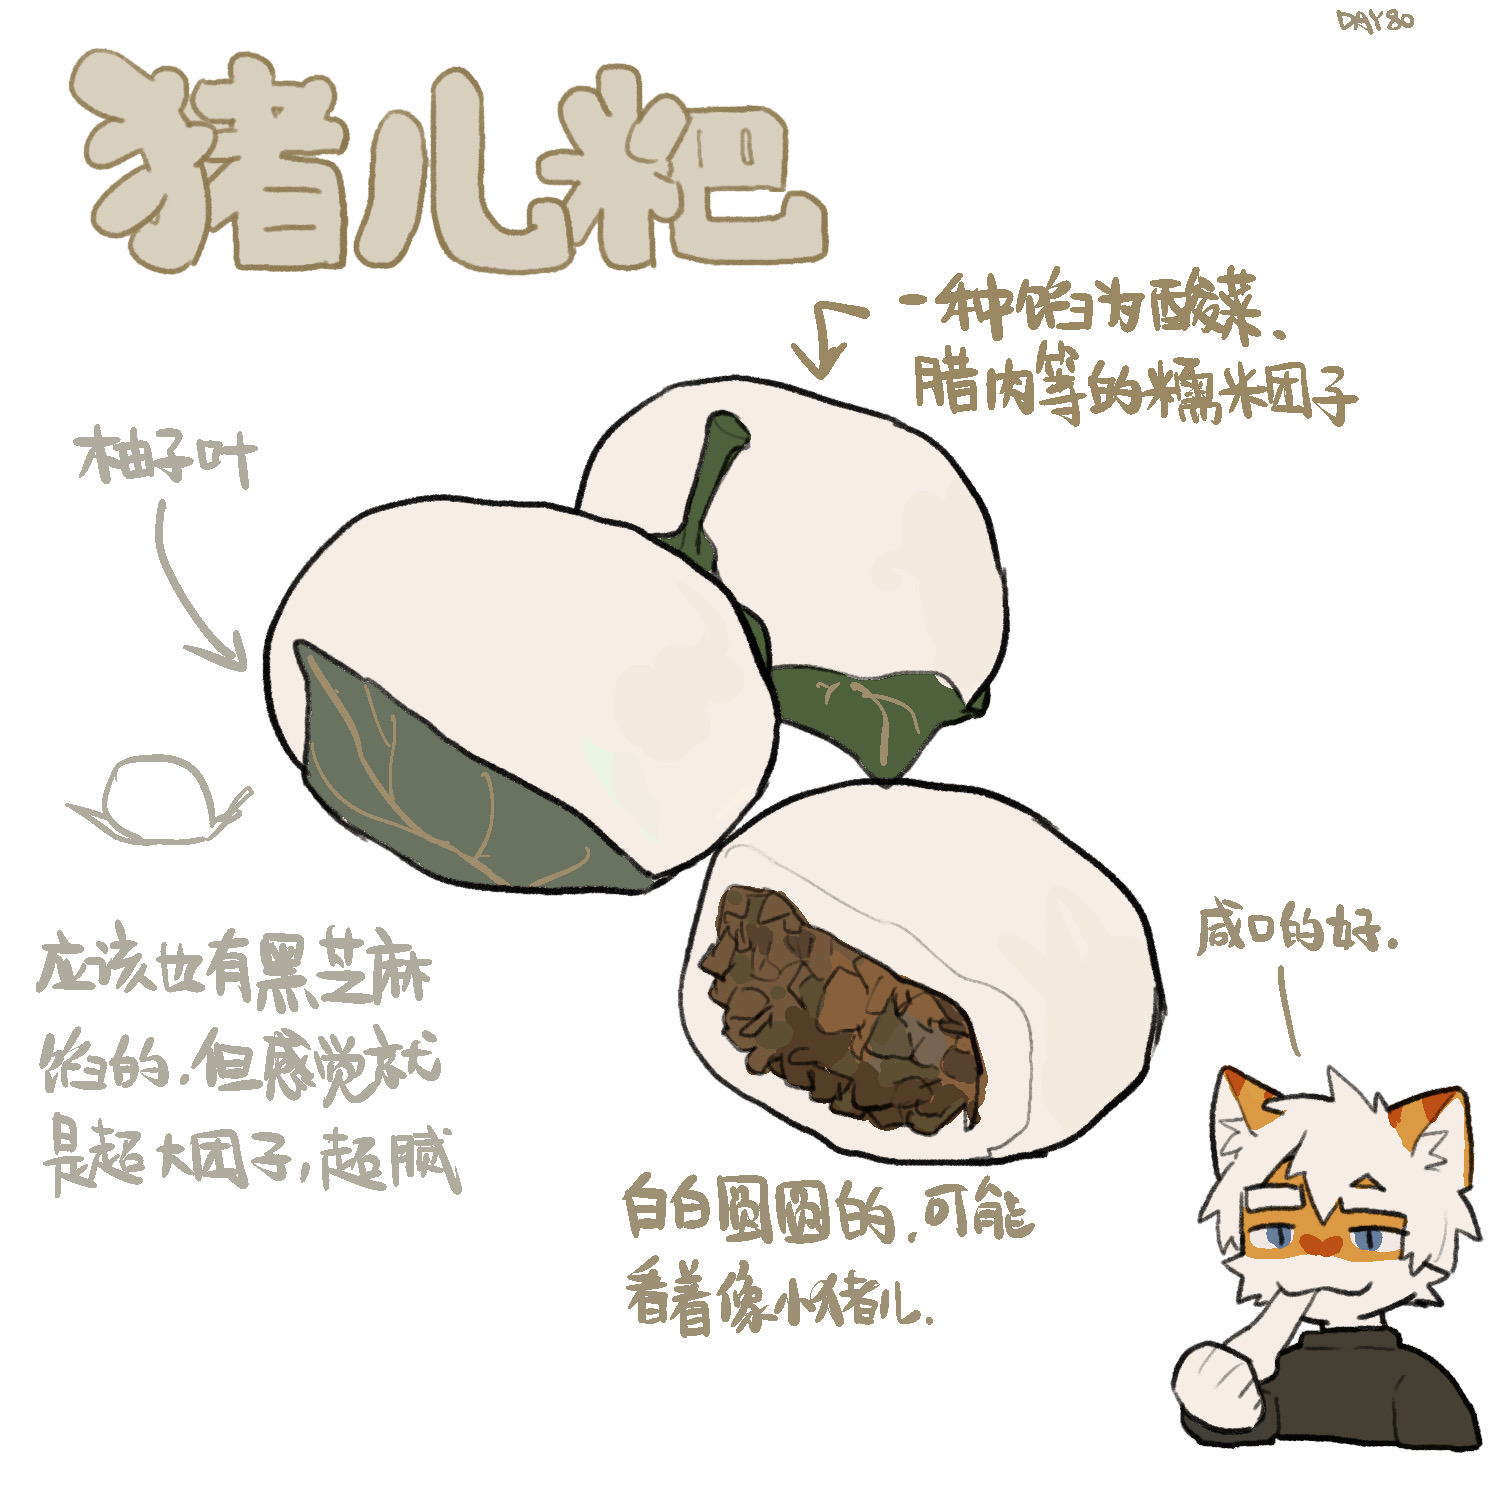 DAY80
猪儿粑
一种馅为酸菜.
腊肉等的糯米团子
柚子叶
应该也有黑芝麻
馅的.但感觉就
是超大团子,超腻
咸口的好.
白白圆圆的.可能
看着像小猪儿.